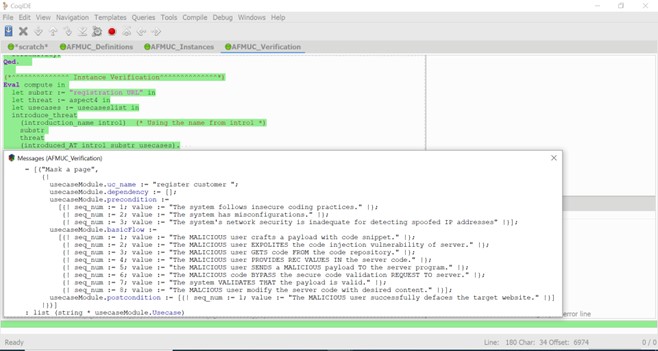 CoqIDE
File Edit View Navigation Templates Queries Tools Compile Debug Windows Help
*scratch* AFMUC_Definitions AFMUC_Instances AFMUC_Verification
Qed.
(*************** Instance Verification***************)
Eval compute in
let substr := "registration URL" in
let threat := aspect4 in
let usecases := usecaseslist in
introduce_threat
(introduction_name introl) (* Using the name from introl *)
substr
threat
(introduced_AT introl substr usecases).
Messages (AFMUC_Verification)
= [("Mask a page",
{|
usecaseModule.uc_name := "register customer ";
usecaseModule.dependency := [];
usecaseModule.precondition :=
[{| seq_num := 1; value := "The system follows insecure coding practices." |};
{| seq_num := 2; value := "The system has misconfigurations." |};
{| seq_num := 3; value := "The system's network security is inadequate for detecting spoofed IP addresses" |}];
usecaseModule.basicFlow :=
[{| seq_num := 1; value := "The MALICIOUS user crafts a payload with code snippet." |};
{| seq_num := 2; value := "The MALICIOUS user EXPOLITES the code injection vulnerability of server." |};
{| seq_num := 3; value := "The MALICIOUS user GETS code FROM the code repository." |};
{| seq_num := 4; value := "The MALICIOUS user PROVIDES REC VALUES IN the server code." |};
{| seq_num := 5; value := "The MALICIOUS user SENDS a MALICIOUS payload TO the server program." |};
{| seq_num := 6; value := "The MALICIOUS code BYPASS the secure code validation REQUEST TO server." |};
{| seq_num := 7; value := "The system VALIDATES THAT the payload is valid." |};
{| seq_num := 8; value := "The MALCIOUS user modify the server code with desired content." |}];
usecaseModule.postcondition := [{| seq_num := 1; value := "The MALICIOUS user successfully defaces the target website." |}]
|})]
: list (string * usecaseModule.Usecase)
error line
Ready Line: 180 Char: 34 Offset: 6974 0 / 0